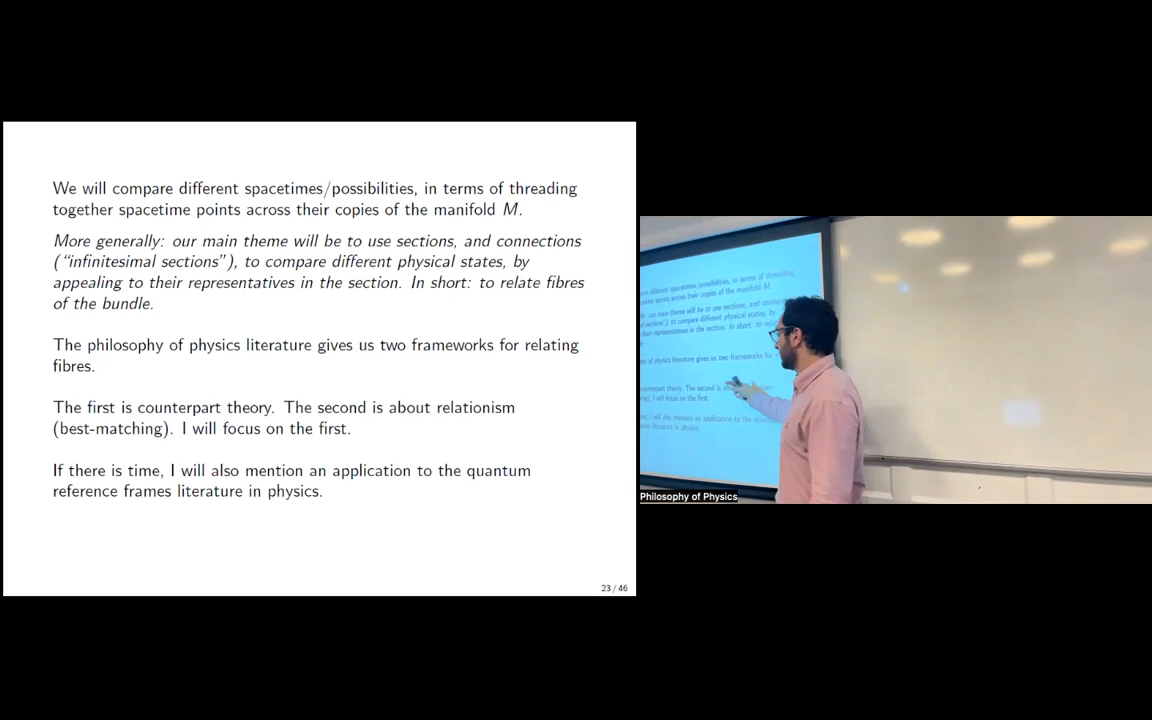 We will compare different spacetimes/possibilities, in terms of threading
together spacetime points across their copies of the manifold M.
More generally: our main theme will be to use sections, and connections
("infinitesimal sections"), to compare different physical states, by
appealing to their representatives in the section. In short: to relate fibres
of the bundle.
The philosophy of physics literature gives us two frameworks for relating
fibres.
The first is counterpart theory. The second is about relationism
(best-matching). I will focus on the first.
If there is time, I will also mention an application to the quantum
reference frames literature in physics.
23 / 46
Philosophy of Physics